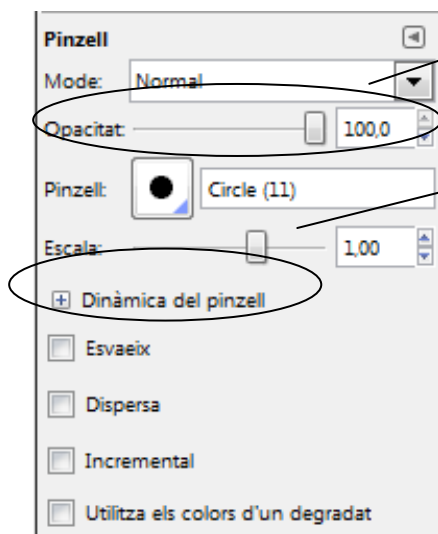 Pinzell
Mode: Normal
Opacitat: 100,0
Pinzell: Circle (11)
Escala: 1,00
Dinàmica del pinzell
Esvaeix
Dispersa
Incremental
Utilitza els colors d'un degradat